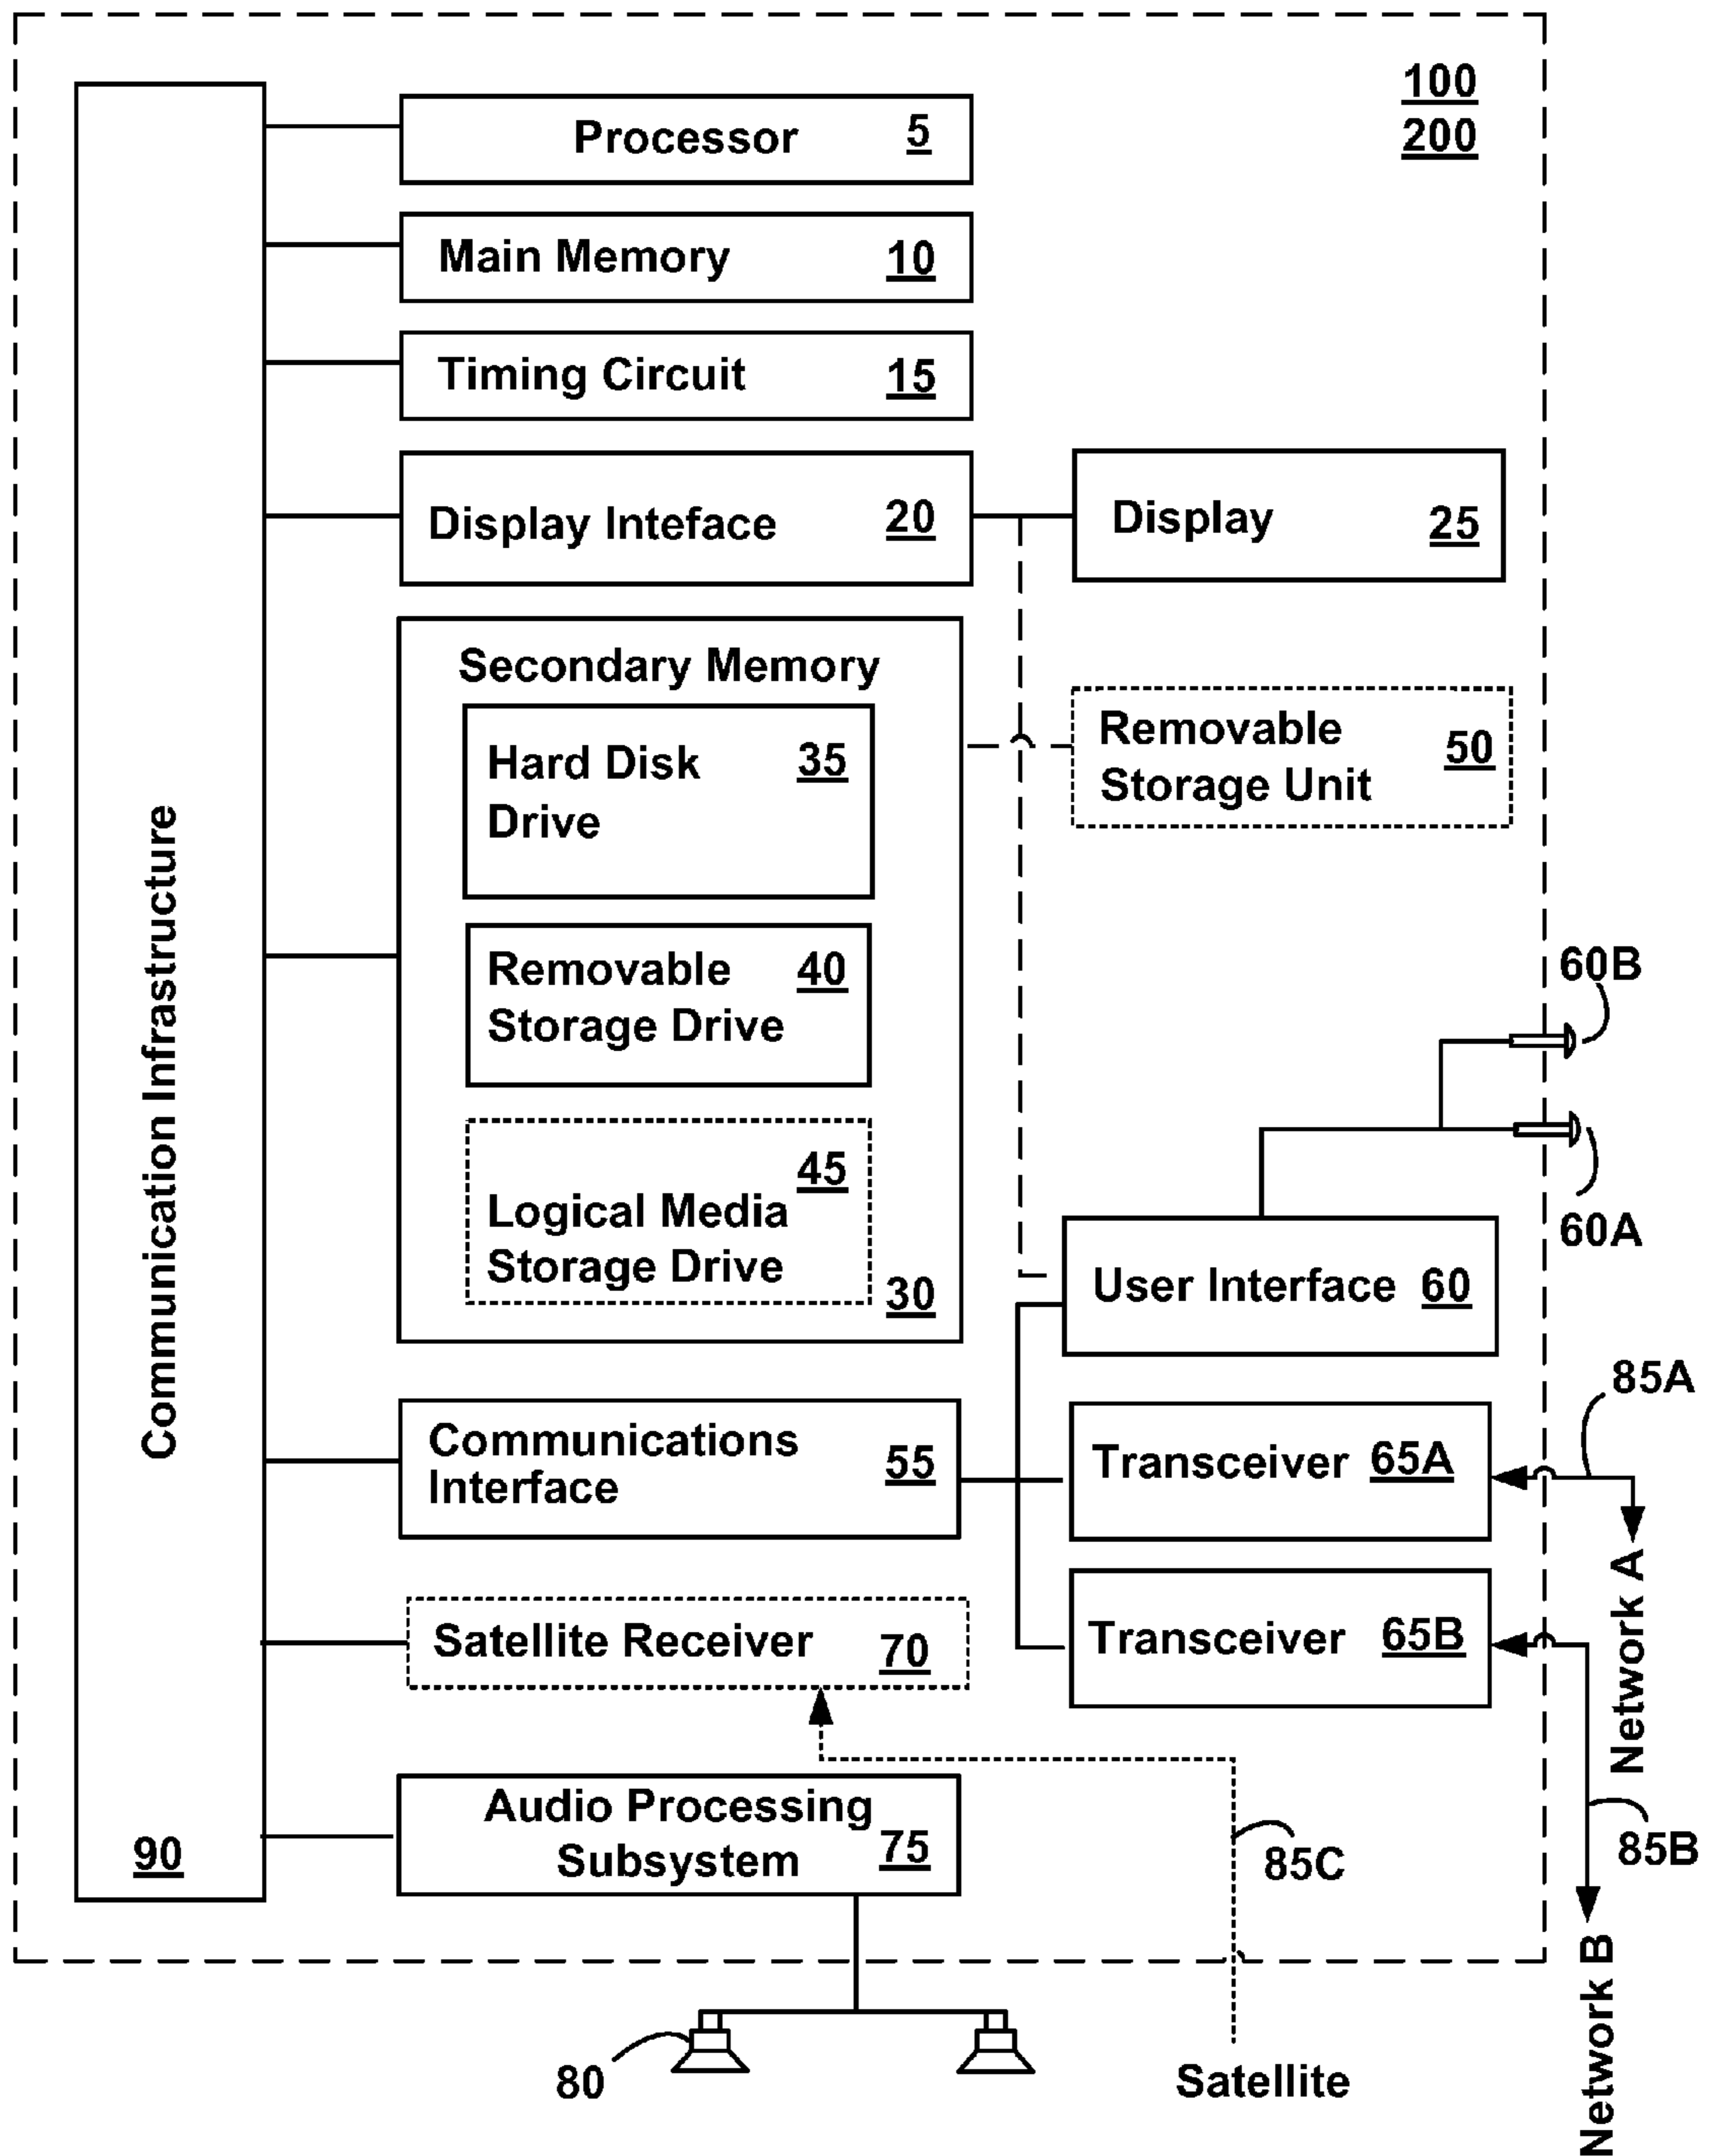 100
200
Processor 5
Main Memory 10
Timing Circuit 15
Display Inteface 20
Display 25
Secondary Memory
Hard Disk 35
Drive
Removable 50
Storage Unit
Removable 40
Storage Drive
45
Logical Media
Storage Drive
30
60B
60A
User Interface 60
Communications 55
Interface
Transceiver 65A
85A
Network A
Satellite Receiver 70
Transceiver 65B
85B
Network B
Audio Processing
Subsystem 75
85C
Communication Infrastructure
90
80
Satellite